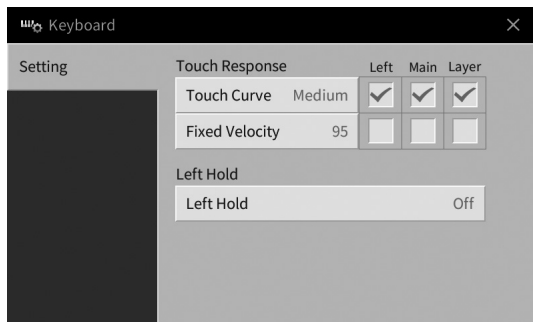 Keyboard
Setting
Touch Response Left Main Layer
Touch Curve Medium
Fixed Velocity 95
Left Hold
Left Hold Off